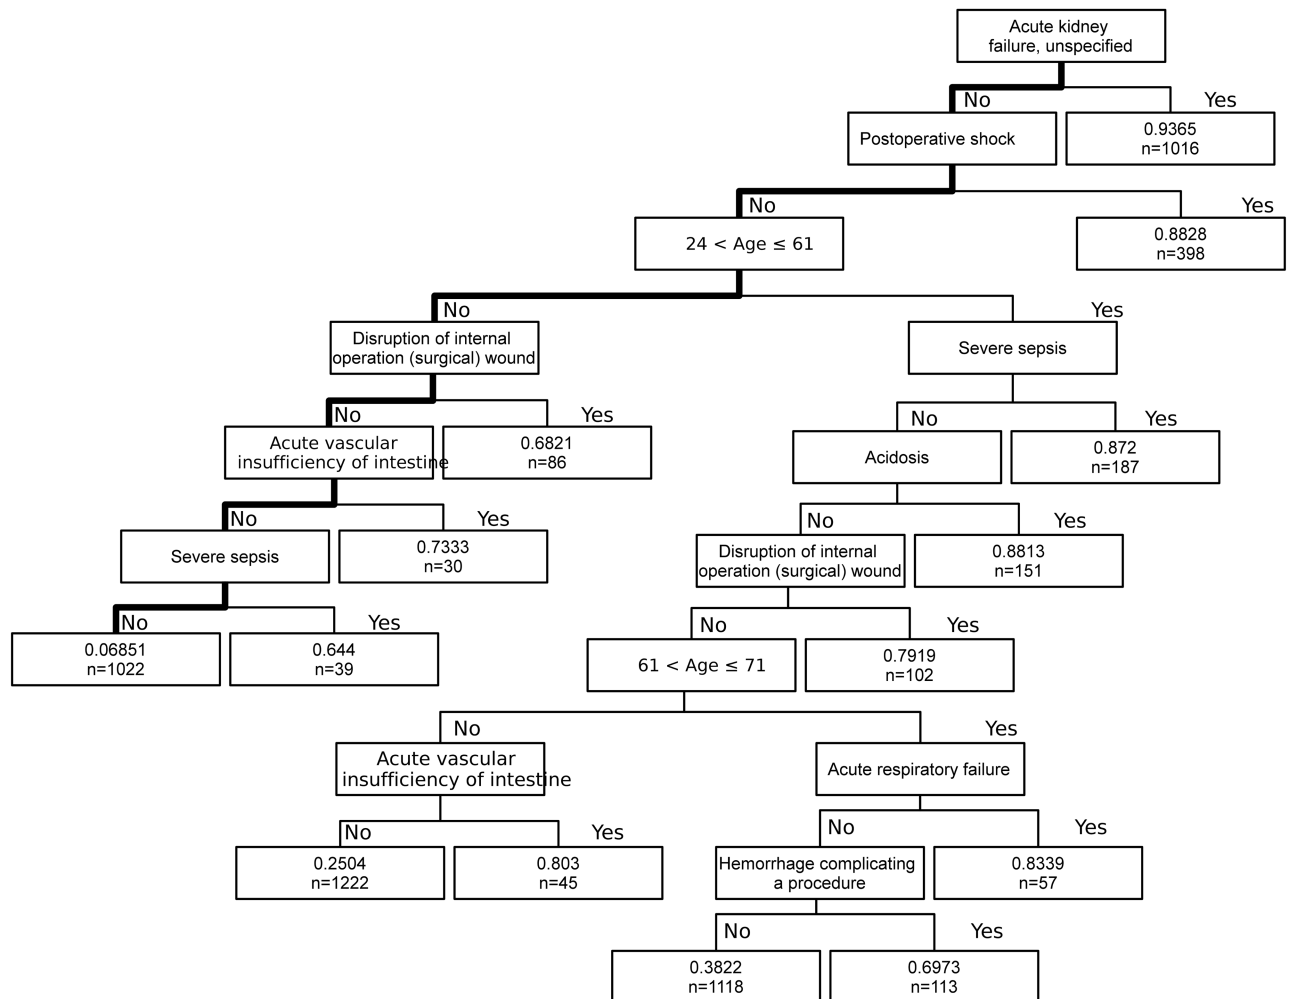 Acute kidney
failure, unspecified
No
Yes
Postoperative shock
0.9365
n=1016
No
Yes
24 < Age ≤ 61
0.8828
n=398
No
Yes
Disruption of internal
operation (surgical) wound
Severe sepsis
No
Yes
No
Yes
Acute vascular
insufficiency of intestine
0.6821
n=86
Acidosis
0.872
n=187
No
Yes
No
Yes
Severe sepsis
0.7333
n=30
Disruption of internal
operation (surgical) wound
0.8813
n=151
No
Yes
No
Yes
0.06851
n=1022
0.644
n=39
61 < Age ≤ 71
0.7919
n=102
No
Yes
Acute vascular
insufficiency of intestine
Acute respiratory failure
No
Yes
No
Yes
0.2504
n=1222
0.803
n=45
Hemorrhage complicating
a procedure
0.8339
n=57
No
Yes
0.3822
n=1118
0.6973
n=113